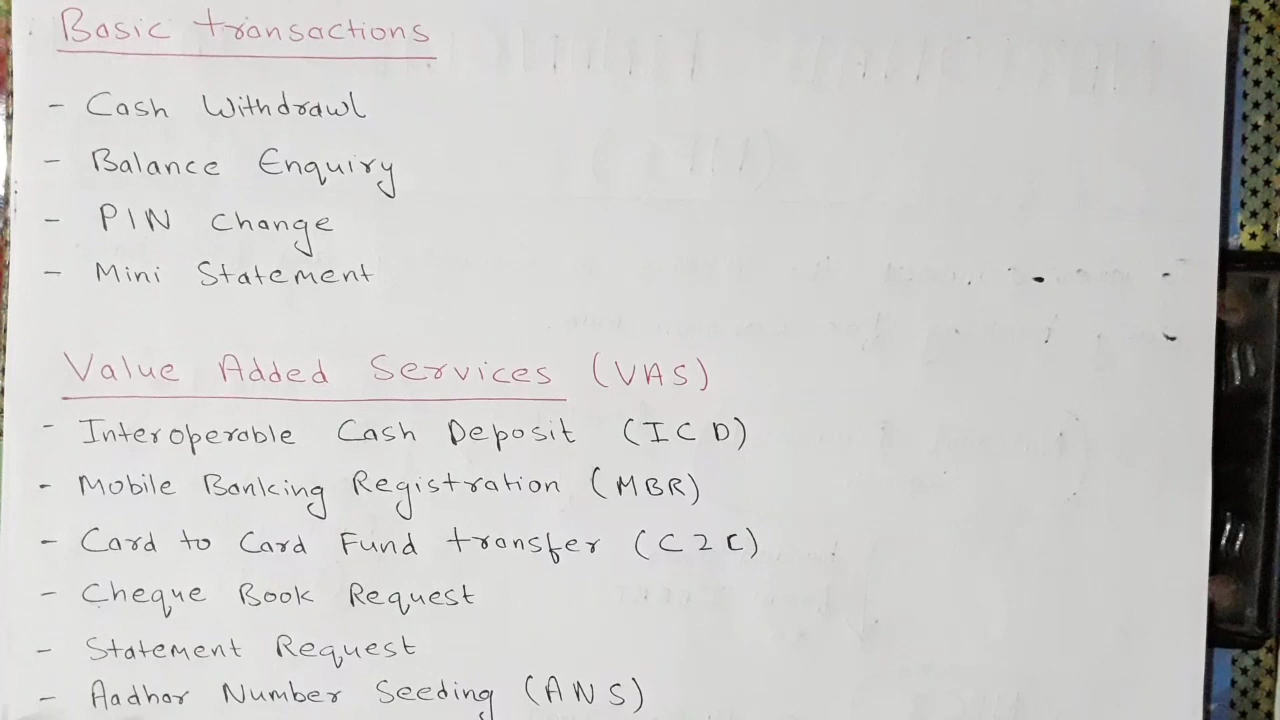 Basic transactions
- Cash Withdrawl
- Balance Enquiry
- PIN change
- Mini Statement
Value Added Services (VAS)
- Interoperable Cash Deposit (ICD)
- Mobile Banking Registration (MBR)
- Card to Card Fund transfer (C2C)
- Cheque Book Request
- Statement Request
- Aadhar Number Seeding (ANS)